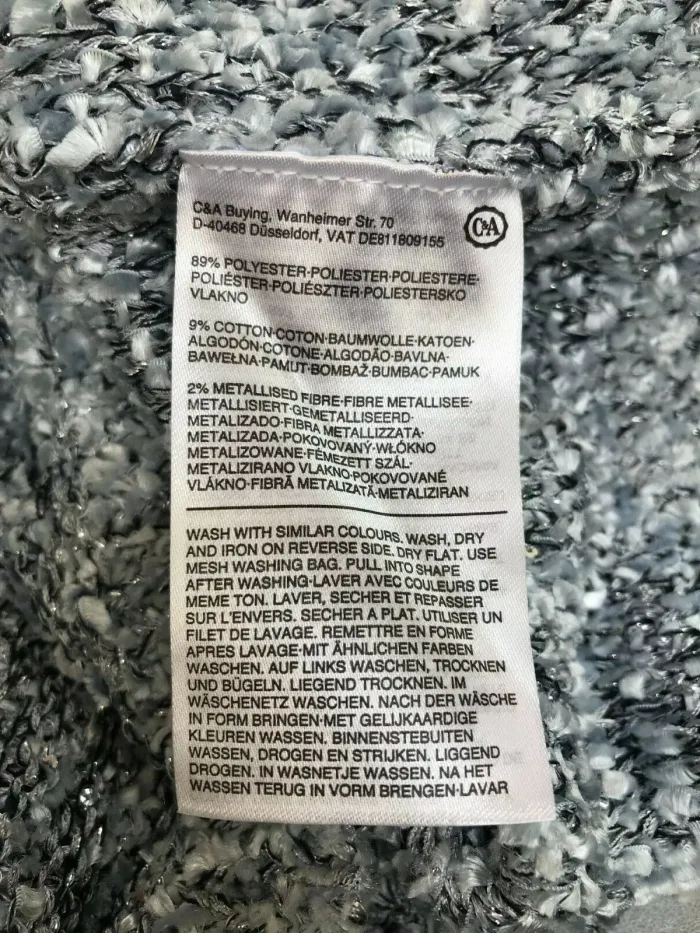 C&A Buying, Wanheimer Str. 70
D-40468 Düsseldorf, VAT DE811809155
C&A
89% POLYESTER·POLIESTER·POLIESTERE·
POLIÉSTER·POLIÉSZTER·POLIESTERSKO
VLAKNO
9% COTTON·COTON·BAUMWOLLE·KATOEN·
ALGODÓN·COTONE·ALGODÃO·BAVLNA·
BAWEŁNA·PAMUT·BOMBAŽ·BUMBAC·PAMUK
2% METALLISED FIBRE·FIBRE METALLISEE·
METALLISIERT·GEMETALLISEERD·
METALIZADO·FIBRA METALLIZZATA·
METALIZADA·POKOVOVANÝ·WŁÓKNO
METALIZOWANE·FÉMEZETT SZÁL·
METALIZIRANO VLAKNO·POKOVOVANÉ
VLÁKNO·FIBRĂ METALIZATĂ·METALIZIRAN
WASH WITH SIMILAR COLOURS. WASH, DRY
AND IRON ON REVERSE SIDE. DRY FLAT. USE
MESH WASHING BAG. PULL INTO SHAPE
AFTER WASHING·LAVER AVEC COULEURS DE
MEME TON. LAVER, SECHER ET REPASSER
SUR L'ENVERS. SECHER A PLAT. UTILISER UN
FILET DE LAVAGE. REMETTRE EN FORME
APRES LAVAGE·MIT ÄHNLICHEN FARBEN
WASCHEN. AUF LINKS WASCHEN, TROCKNEN
UND BÜGELN. LIEGEND TROCKNEN. IM
WÄSCHENETZ WASCHEN. NACH DER WÄSCHE
IN FORM BRINGEN·MET GELIJKAARDIGE
KLEUREN WASSEN. BINNENSTEBUITEN
WASSEN, DROGEN EN STRIJKEN. LIGGEND
DROGEN. IN WASNETJE WASSEN. NA HET
WASSEN TERUG IN VORM BRENGEN·LAVAR